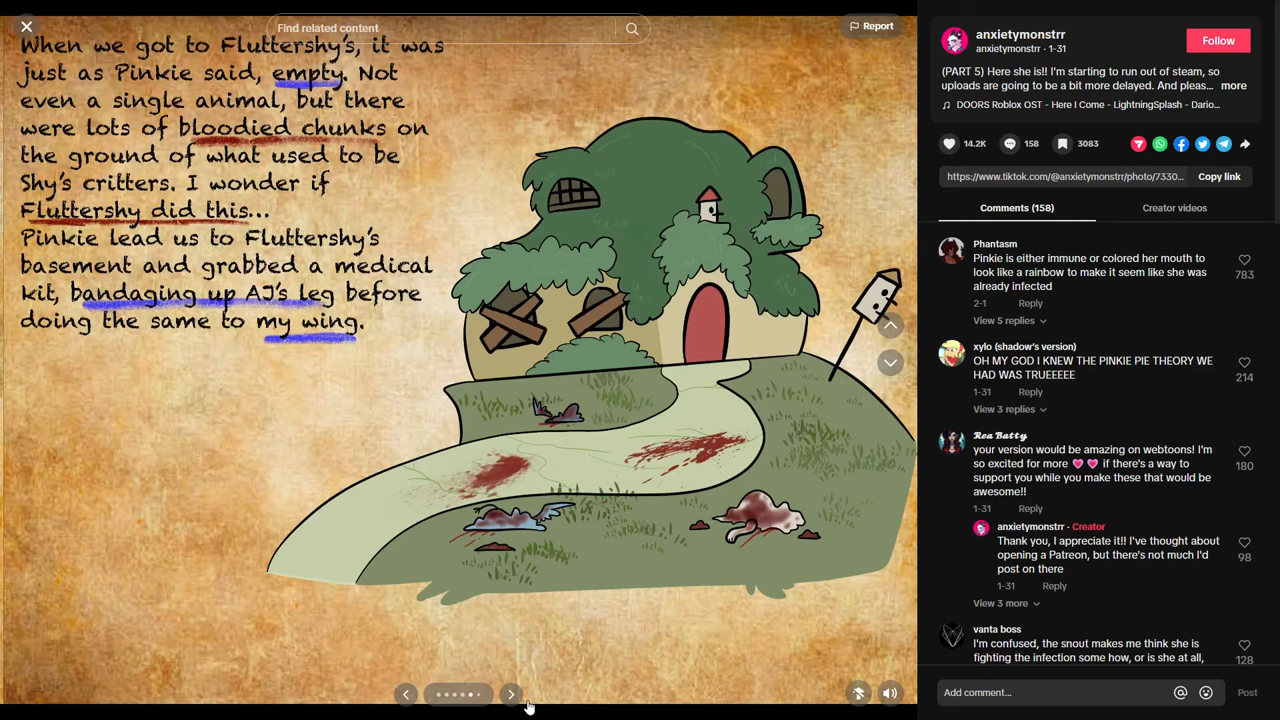 Find related content
Report
When we got to Fluttershy's, it was
just as Pinkie said, empty. Not
even a single animal, but there
were lots of bloodied chunks on
the ground of what used to be
Shy's critters. I wonder if
Fluttershy did this...
Pinkie lead us to Fluttershy's
basement and grabbed a medical
kit, bandaging up AJ's leg before
doing the same to my wing.
anxietymonstrr
anxietymonstrr · 1-31
Follow
(PART 5) Here she is!! I'm starting to run out of steam, so
uploads are going to be a bit more delayed. And pleas... more
DOORS Roblox OST - Here I Come - LightningSplash - Dario...
14.2K
158
3083
https://www.tiktok.com/@anxietymonstrr/photo/7330...
Copy link
Comments (158)
Creator videos
Phantasm
Pinkie is either immune or colored her mouth to
look like a rainbow to make it seem like she was
already infected
783
2-1 Reply
View 5 replies
xylo (shadow's version)
OH MY GOD I KNEW THE PINKIE PIE THEORY WE
HAD WAS TRUEEEEE
214
1-31 Reply
View 3 replies
Rea Batty
your version would be amazing on webtoons! I'm
so excited for more 💗 💗 if there's a way to
support you while you make these that would be
awesome!!
180
1-31 Reply
anxietymonstrr · Creator
Thank you, I appreciate it!! I've thought about
opening a Patreon, but there's not much I'd
post on there
98
1-31 Reply
View 3 more
vanta boss
I'm confused, the snout makes me think she is
fighting the infection some how, or is she at all,
128
Add comment...
Post